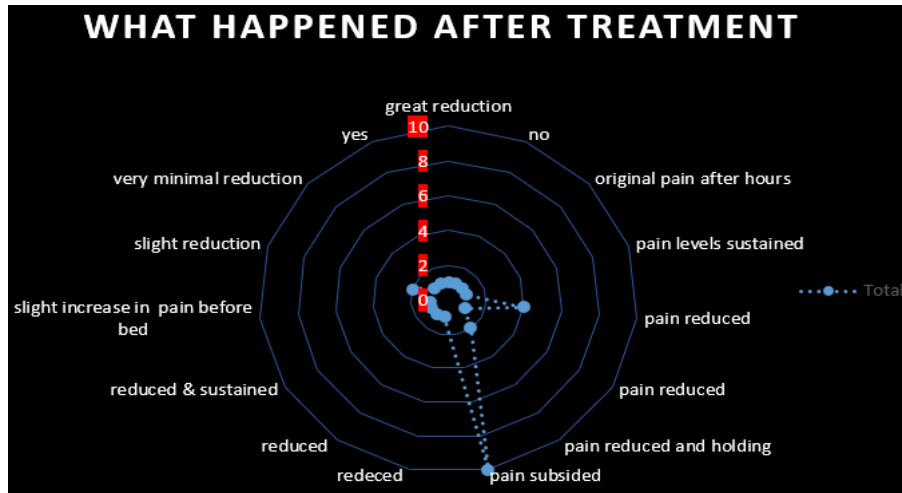 WHAT HAPPENED AFTER TREATMENT
great reduction
yes
10
no
8
very minimal reduction
original pain after hours
6
slight reduction
4
pain levels sustained
2
Total
slight increase in pain before
bed
0
pain reduced
reduced & sustained
pain reduced
reduced
pain reduced and holding
redeced
pain subsided